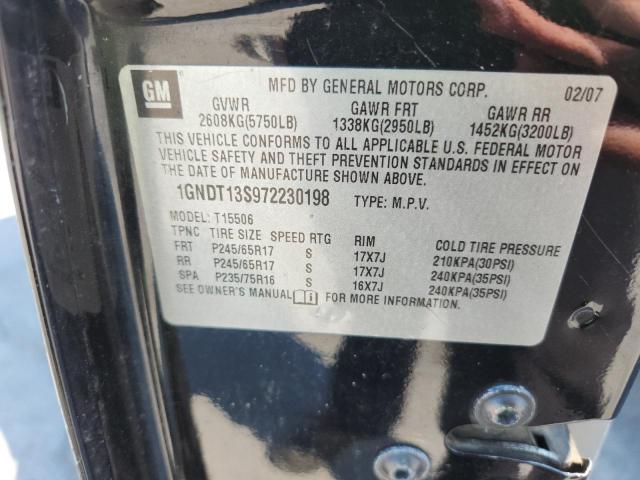 GM
MFD BY GENERAL MOTORS CORP. 02/07
GVWR GAWR FRT GAWR RR
2608KG(5750LB) 1338KG(2950LB) 1452KG(3200LB)
THIS VEHICLE CONFORMS TO ALL APPLICABLE U.S. FEDERAL MOTOR
VEHICLE SAFETY AND THEFT PREVENTION STANDARDS IN EFFECT ON
THE DATE OF MANUFACTURE SHOWN ABOVE.
1GNDT13S972230198 TYPE: M.P.V.
MODEL: T15506
TPNC TIRE SIZE SPEED RTG RIM COLD TIRE PRESSURE
FRT P245/65R17 S 17X7J 210KPA(30PSI)
RR P245/65R17 S 17X7J 240KPA(35PSI)
SPA P235/75R16 S 16X7J 240KPA(35PSI)
SEE OWNER'S MANUAL FOR MORE INFORMATION.